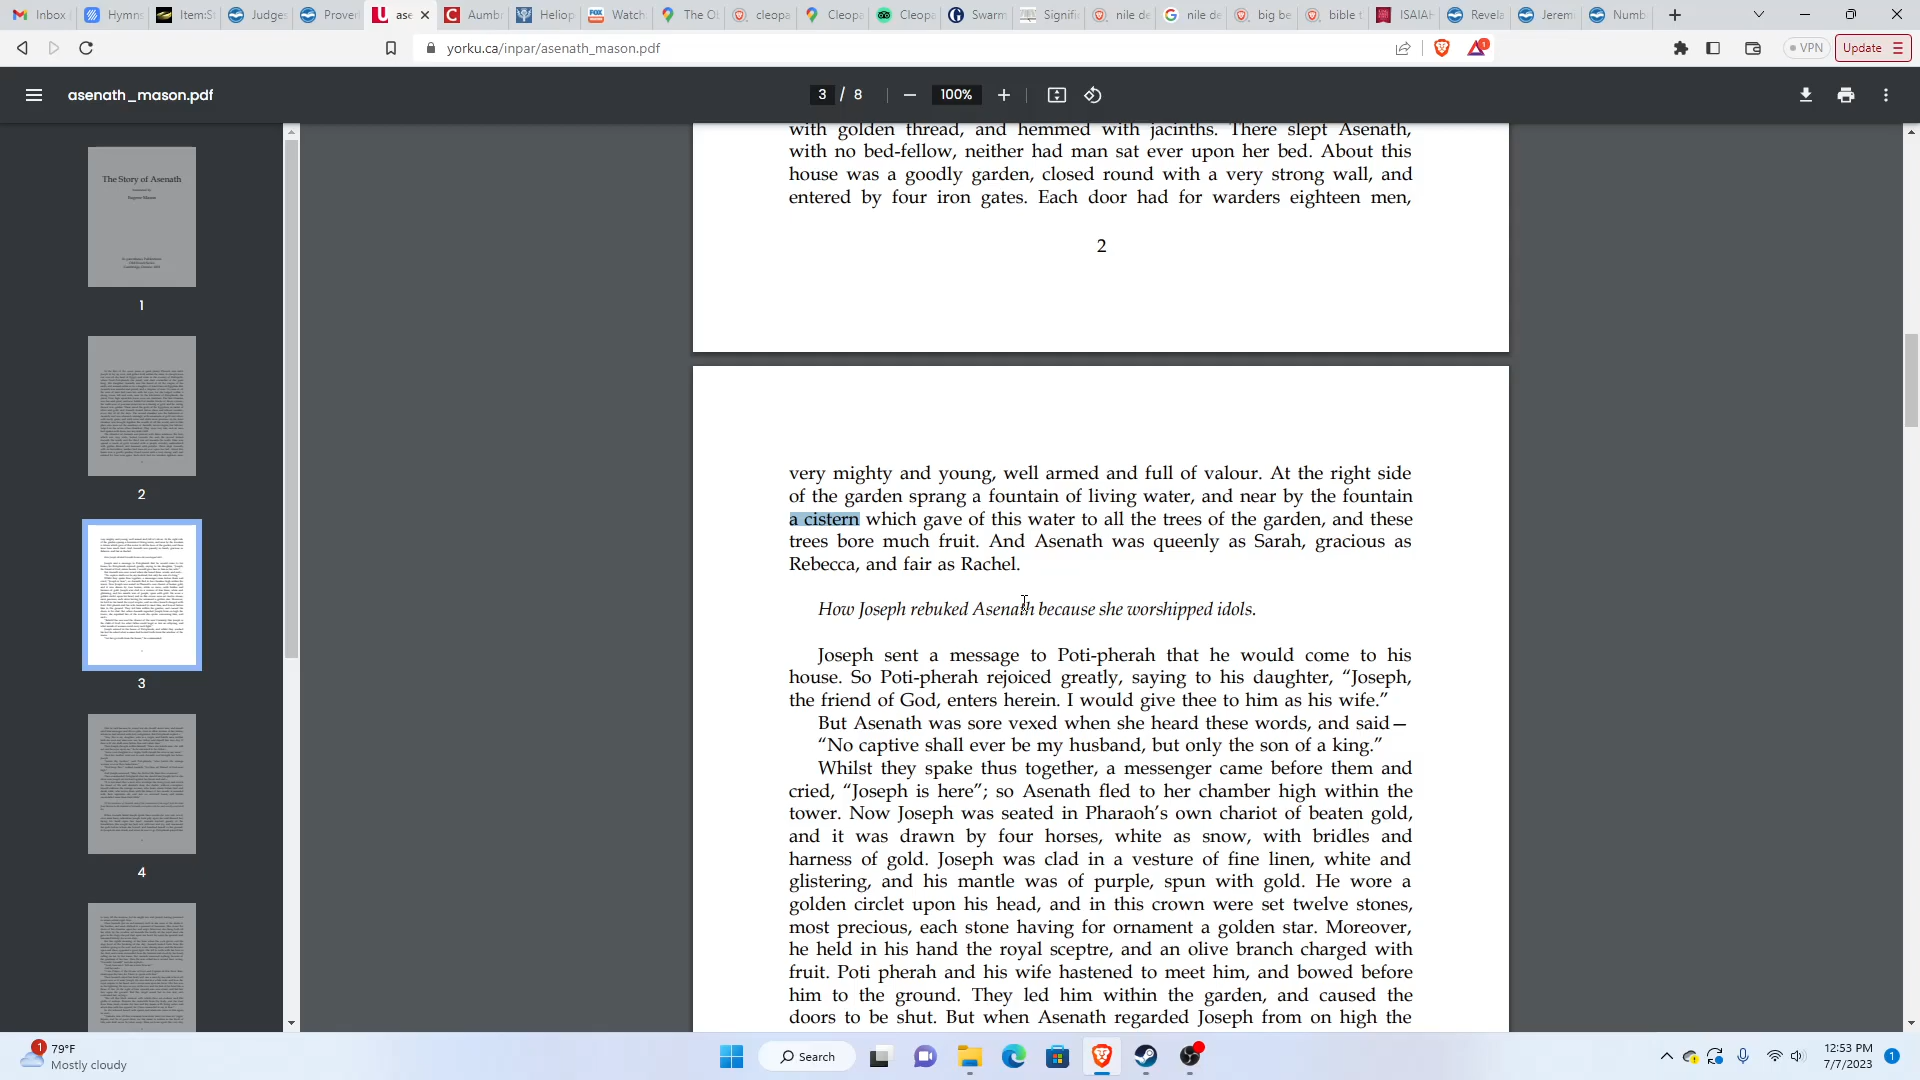 Inbox
Hymns
Item:S
Judges
Prover
ase
Aumb
Heliop
Watch
The O
cleopa
Cleopa
Cleopa
Swarm
Signifi
nile de
nile de
big be
bible t
ISAIAH
Revela
Jerem
Numb
yorku.ca/inpar/asenath_mason.pdf
VPN
Update
asenath_mason.pdf
3 / 8
100%
The Story of Asenath
1
2
3
4
with golden thread, and hemmed with jacinths. There slept Asenath,
with no bed-fellow, neither had man sat ever upon her bed. About this
house was a goodly garden, closed round with a very strong wall, and
entered by four iron gates. Each door had for warders eighteen men,
2
very mighty and young, well armed and full of valour. At the right side
of the garden sprang a fountain of living water, and near by the fountain
a cistern which gave of this water to all the trees of the garden, and these
trees bore much fruit. And Asenath was queenly as Sarah, gracious as
Rebecca, and fair as Rachel.
How Joseph rebuked Asenath because she worshipped idols.
Joseph sent a message to Poti-pherah that he would come to his
house. So Poti-pherah rejoiced greatly, saying to his daughter, “Joseph,
the friend of God, enters herein. I would give thee to him as his wife.”
But Asenath was sore vexed when she heard these words, and said—
“No captive shall ever be my husband, but only the son of a king.”
Whilst they spake thus together, a messenger came before them and
cried, “Joseph is here”; so Asenath fled to her chamber high within the
tower. Now Joseph was seated in Pharaoh’s own chariot of beaten gold,
and it was drawn by four horses, white as snow, with bridles and
harness of gold. Joseph was clad in a vesture of fine linen, white and
glistering, and his mantle was of purple, spun with gold. He wore a
golden circlet upon his head, and in this crown were set twelve stones,
most precious, each stone having for ornament a golden star. Moreover,
he held in his hand the royal sceptre, and an olive branch charged with
fruit. Poti pherah and his wife hastened to meet him, and bowed before
him to the ground. They led him within the garden, and caused the
doors to be shut. But when Asenath regarded Joseph from on high the
1
79°F
Mostly cloudy
Search
12:53 PM
7/7/2023
1